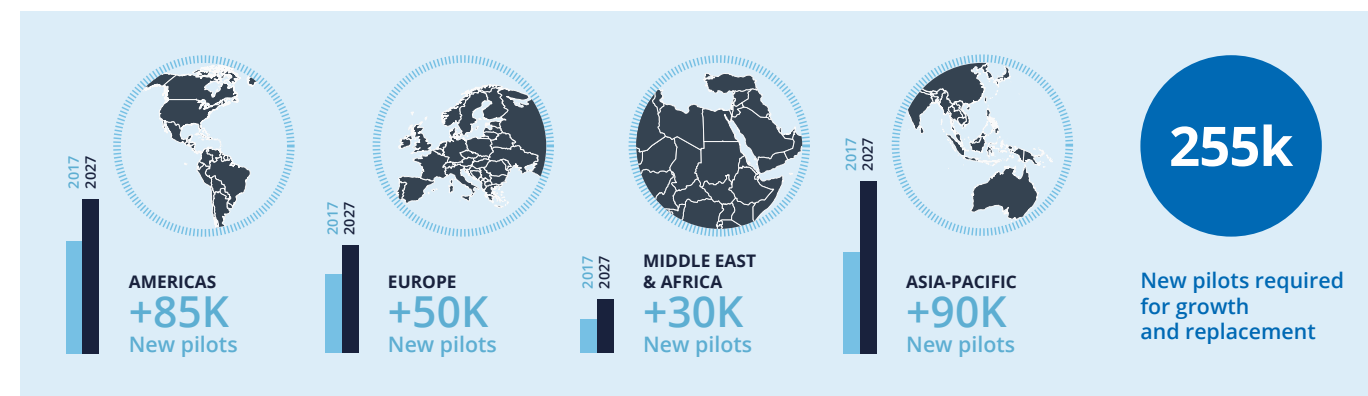 2017
2027
AMERICAS
+85K
New pilots
2017
2027
EUROPE
+50K
New pilots
2017
2027
MIDDLE EAST
& AFRICA
+30K
New pilots
2017
2027
ASIA-PACIFIC
+90K
New pilots
255k
New pilots required
for growth
and replacement